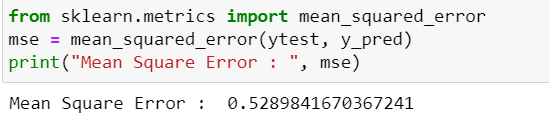 from sklearn.metrics import mean_squared_error
mse = mean_squared_error(ytest, y_pred)
print("Mean Square Error : ", mse)
Mean Square Error :  0.5289841670367241